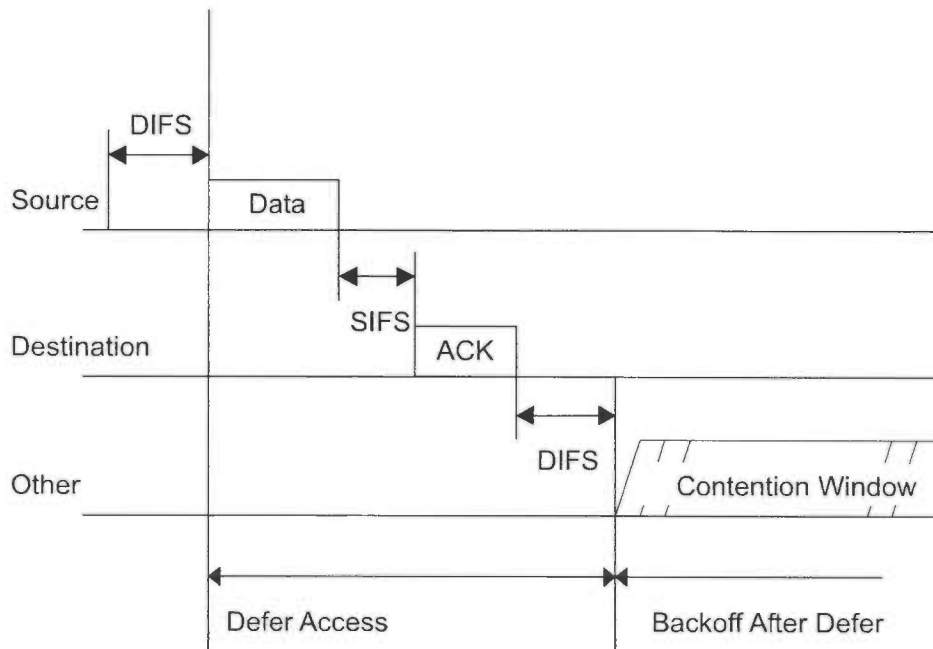 DIFS
Source
Data
SIFS
Destination
ACK
DIFS
Other
Contention Window
Defer Access
Backoff After Defer